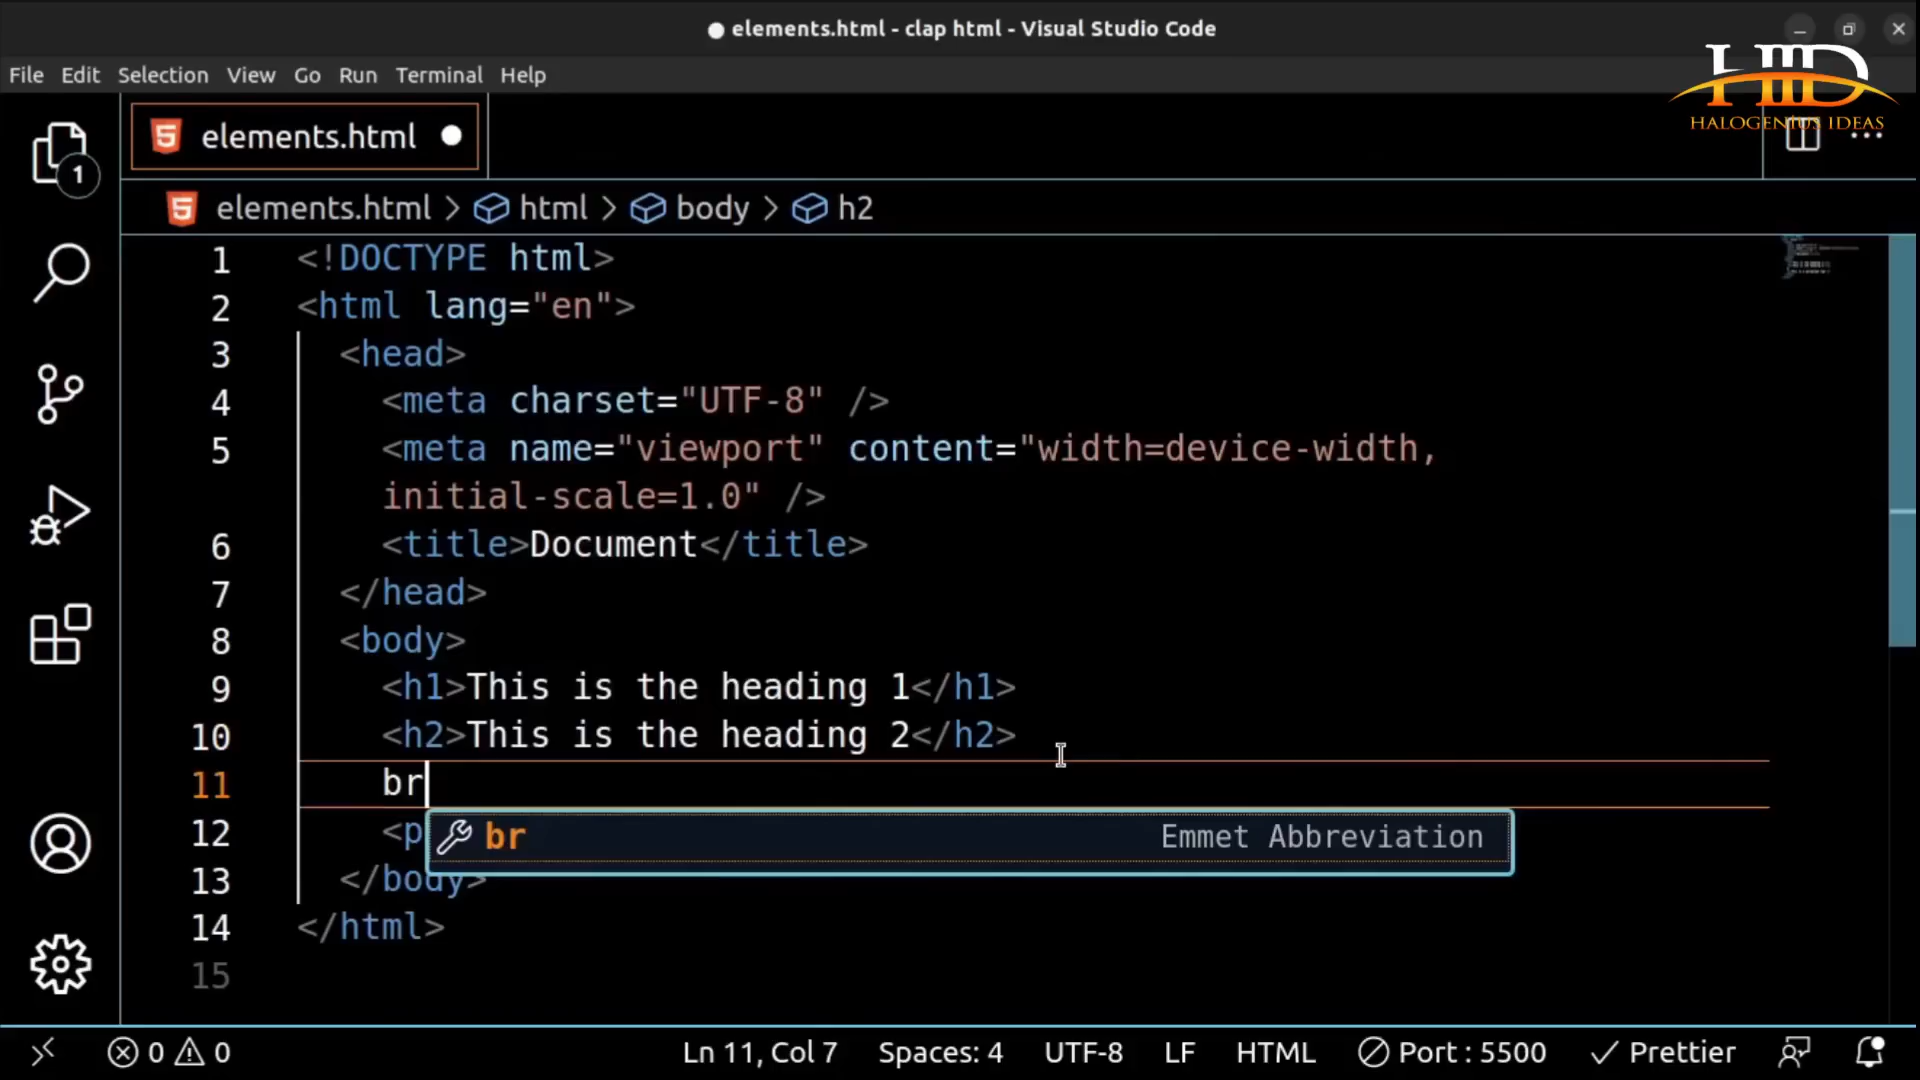 elements.html - clap html - Visual Studio Code
File Edit Selection View Go Run Terminal Help
HID
HALOGENIUS IDEAS
elements.html
1
elements.html > html > body > h2
1 <!DOCTYPE html>
2 <html lang="en">
3 <head>
4 <meta charset="UTF-8" />
5 <meta name="viewport" content="width=device-width,
initial-scale=1.0" />
6 <title>Document</title>
7 </head>
8 <body>
9 <h1>This is the heading 1</h1>
10 <h2>This is the heading 2</h2>
11 br
br Emmet Abbreviation
12 <p
13 </body>
14 </html>
15
0 0 Ln 11, Col 7 Spaces: 4 UTF-8 LF HTML Port : 5500 Prettier